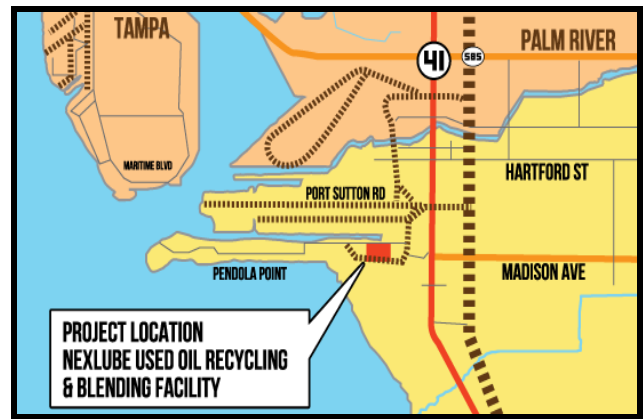 TAMPA
41
585
PALM RIVER
MARITIME BLVD
HARTFORD ST
PORT SUTTON RD
PENDOLA POINT
MADISON AVE
PROJECT LOCATION
NEXLUBE USED OIL RECYCLING
& BLENDING FACILITY